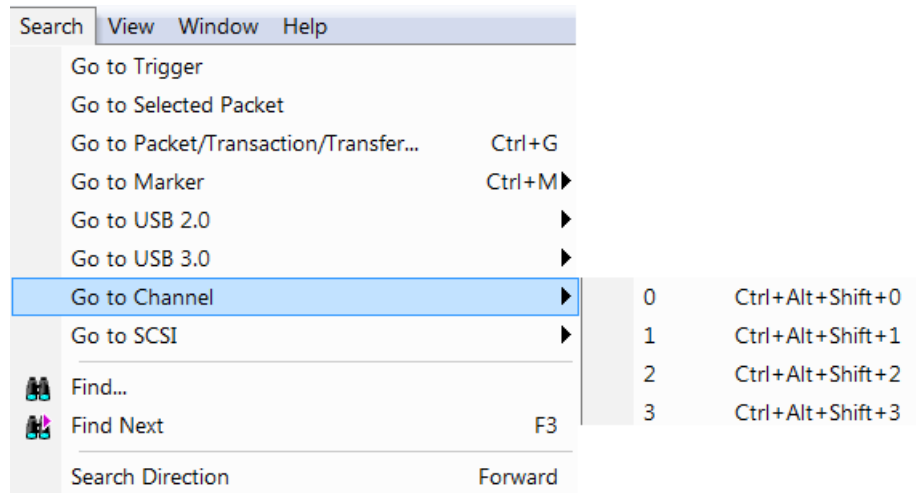 Search View Window Help
Go to Trigger
Go to Selected Packet
Go to Packet/Transaction/Transfer... Ctrl+G
Go to Marker Ctrl+M
Go to USB 2.0
Go to USB 3.0
Go to Channel
0 Ctrl+Alt+Shift+0
1 Ctrl+Alt+Shift+1
2 Ctrl+Alt+Shift+2
3 Ctrl+Alt+Shift+3
Go to SCSI
Find...
Find Next F3
Search Direction Forward